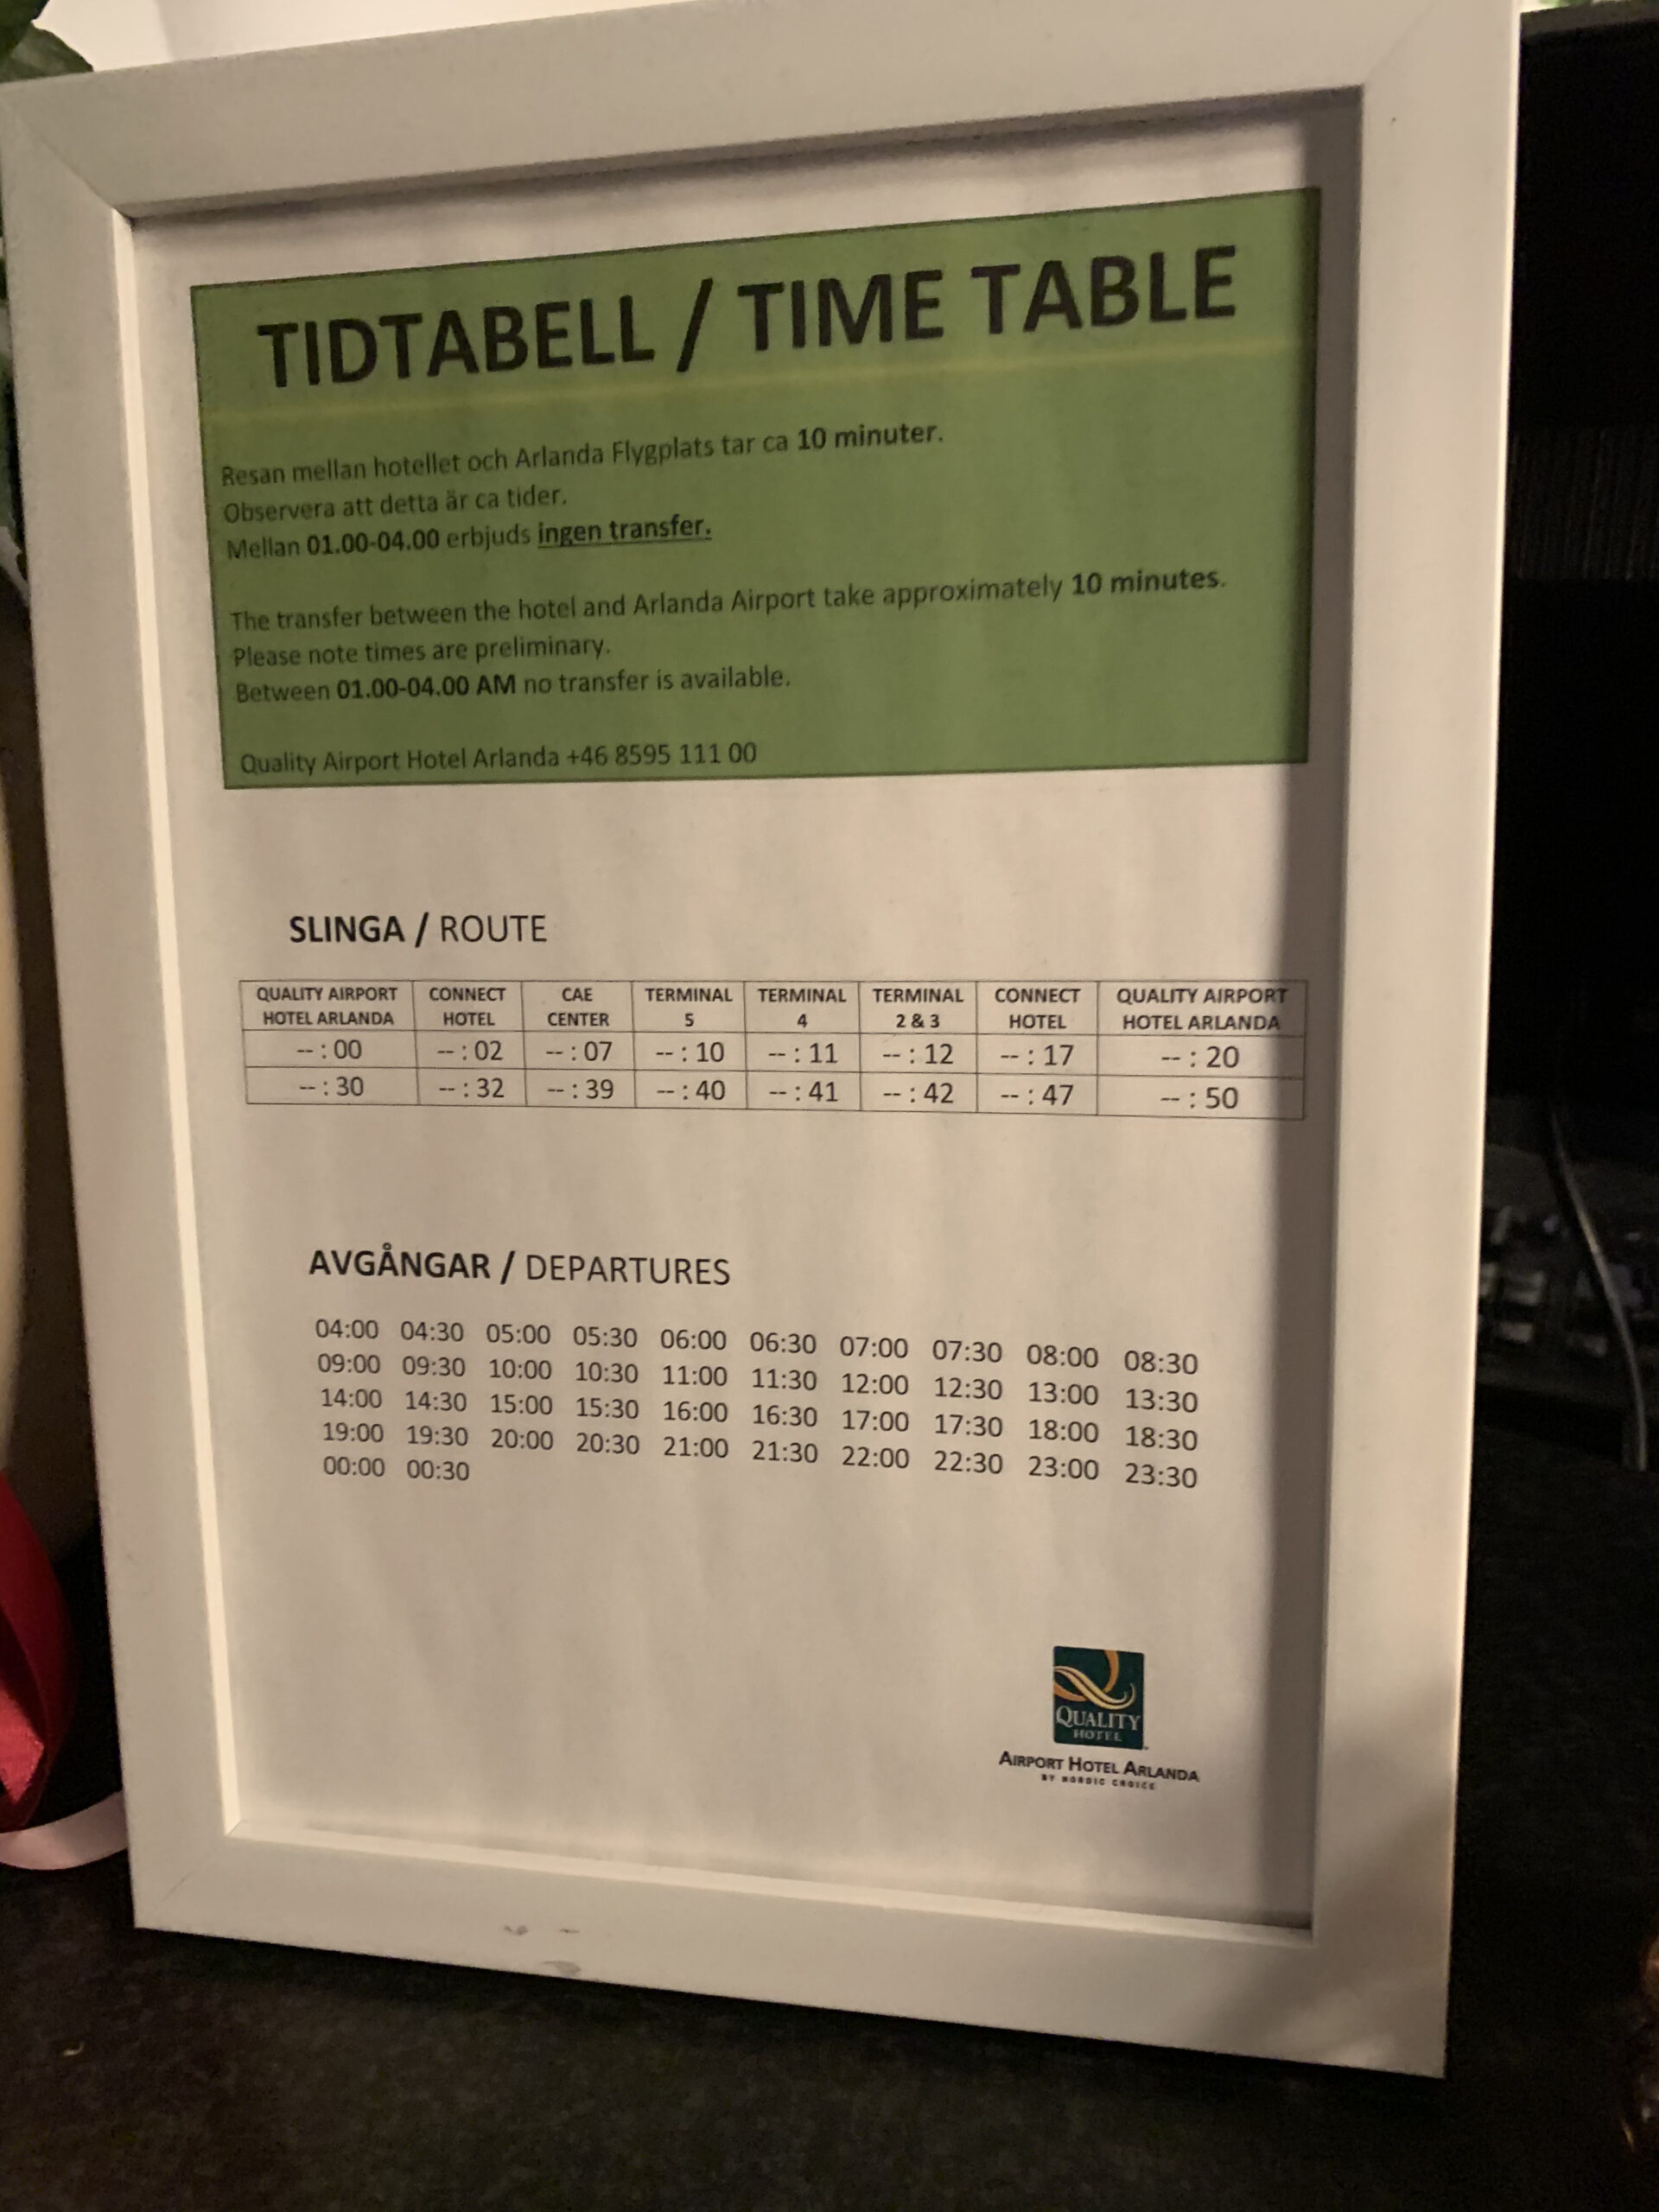 TIDTABELL / TIME TABLE
Resan mellan hotellet och Arlanda Flygplats tar ca 10 minuter.
Observera att detta är ca tider.
Mellan 01.00-04.00 erbjuds ingen transfer.
The transfer between the hotel and Arlanda Airport take approximately 10 minutes.
Please note times are preliminary.
Between 01.00-04.00 AM no transfer is available.
Quality Airport Hotel Arlanda +46 8595 111 00
SLINGA / ROUTE
QUALITY AIRPORT HOTEL ARLANDA CONNECT HOTEL CAE CENTER TERMINAL 5 TERMINAL 4 TERMINAL 2 & 3 CONNECT HOTEL QUALITY AIRPORT HOTEL ARLANDA
-- : 00 -- : 02 -- : 07 -- : 10 -- : 11 -- : 12 -- : 17 -- : 20
-- : 30 -- : 32 -- : 39 -- : 40 -- : 41 -- : 42 -- : 47 -- : 50
AVGÅNGAR / DEPARTURES
04:00 04:30 05:00 05:30 06:00 06:30 07:00 07:30 08:00 08:30
09:00 09:30 10:00 10:30 11:00 11:30 12:00 12:30 13:00 13:30
14:00 14:30 15:00 15:30 16:00 16:30 17:00 17:30 18:00 18:30
19:00 19:30 20:00 20:30 21:00 21:30 22:00 22:30 23:00 23:30
00:00 00:30
QUALITY
HOTEL
AIRPORT HOTEL ARLANDA
BY NORDIC CHOICE